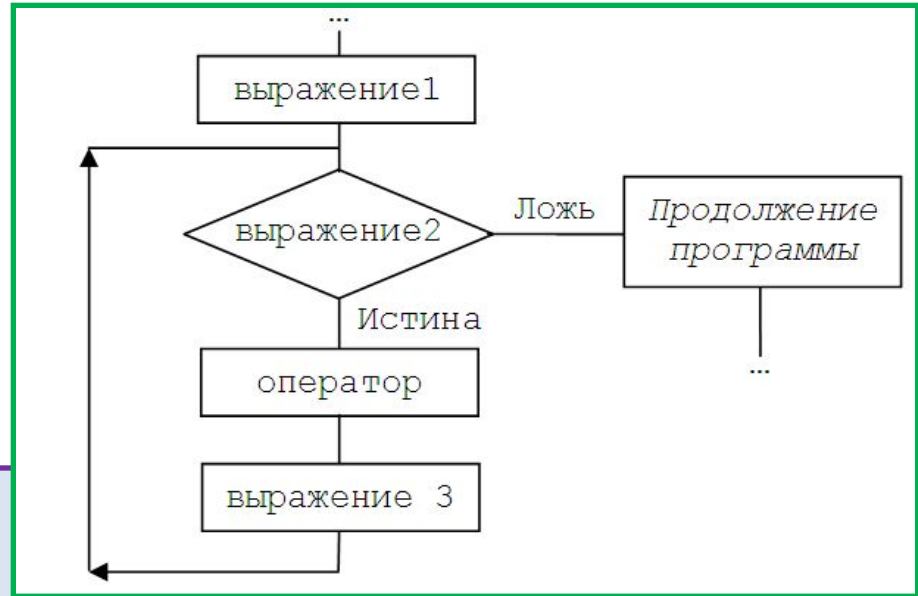 ...
выражение1
выражение2
Ложь
Продолжение
программы
Истина
...
оператор
выражение 3